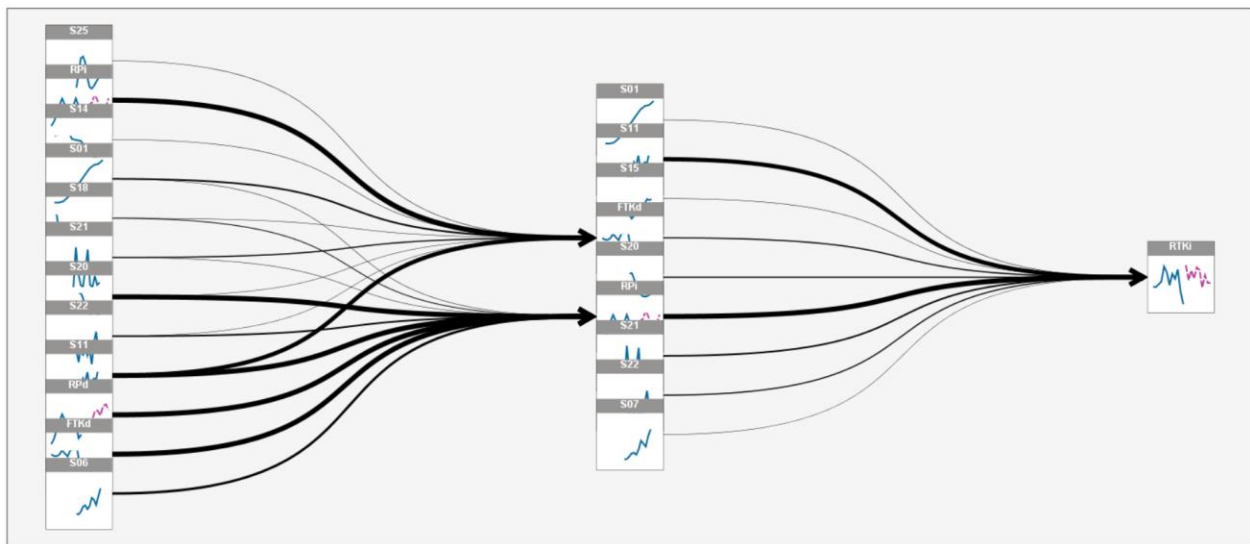 S25
RPi
S14
S01
S18
S21
S20
S22
S11
RPd
FTKd
S06
S01
S11
S15
FTKd
S20
RPi
S21
S22
S07
RTKi